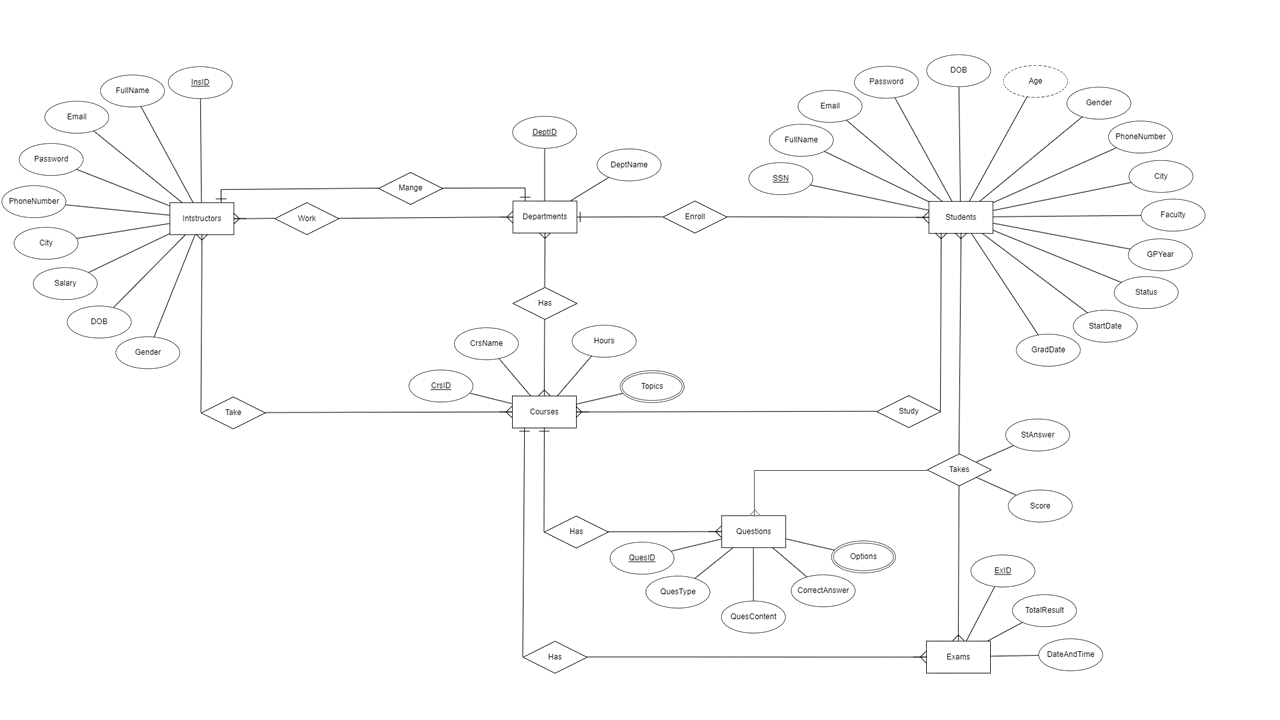 DOB
Password
Age
InsID
FullName
Gender
Email
Email
DeptID
PhoneNumber
FullName
Password
DeptName
SSN
City
Mange
PhoneNumber
Intstructors
Work
Departments
Enroll
Students
Faculty
City
GPYear
Salary
Status
Has
DOB
StartDate
CrsName
Hours
Gender
GradDate
CrsID
Topics
Take
Courses
Study
StAnswer
Takes
Score
Has
Questions
QuesID
Options
ExID
QuesType
CorrectAnswer
TotalResult
QuesContent
Has
Exams
DateAndTime